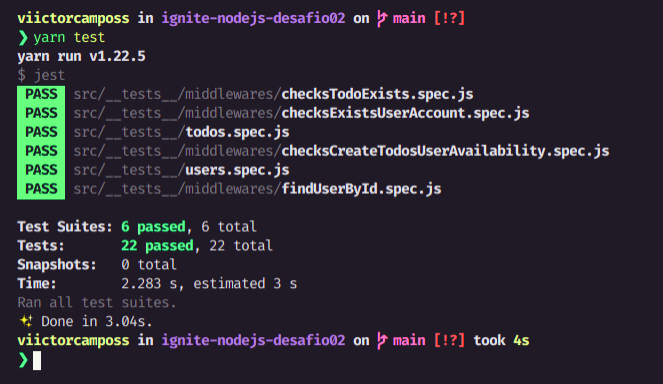 viictorcamposs in ignite-nodejs-desafio02 on main [!?]
❯ yarn test
yarn run v1.22.5
$ jest
PASS src/__tests__/middlewares/checksTodoExists.spec.js
PASS src/__tests__/middlewares/checksExistsUserAccount.spec.js
PASS src/__tests__/todos.spec.js
PASS src/__tests__/middlewares/checksCreateTodosUserAvailability.spec.js
PASS src/__tests__/users.spec.js
PASS src/__tests__/middlewares/findUserById.spec.js
Test Suites: 6 passed, 6 total
Tests: 22 passed, 22 total
Snapshots: 0 total
Time: 2.283 s, estimated 3 s
Ran all test suites.
✨ Done in 3.04s.
viictorcamposs in ignite-nodejs-desafio02 on main [!?] took 4s
❯